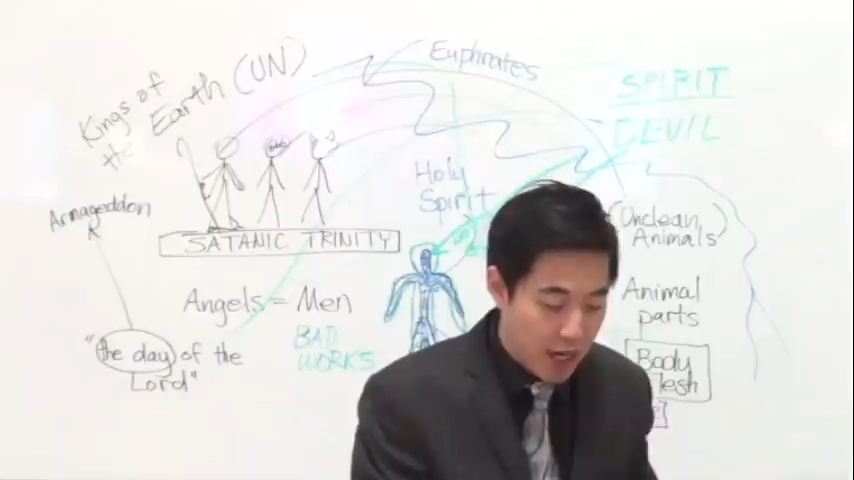 Kings of
the Earth (UN)
Euphrates
SPIRIT
DEVIL
Holy
Spirit
Armageddon
SATANIC TRINITY
(Unclean
Animals)
Angels = Men
BAD
WORKS
Animal
parts
"the day of the
Lord"
Body